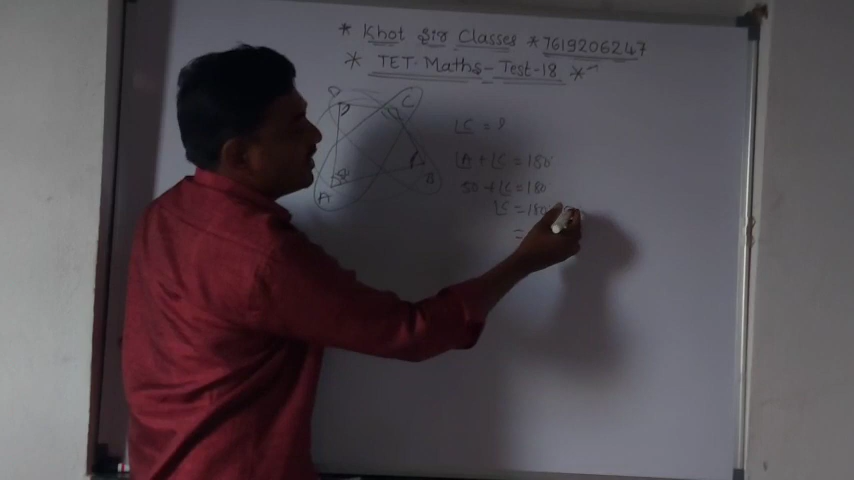 * Khot Sir Classes * 7619206247
* TET Maths - Test-18 *
D
C
A
B
∠C = ?
∠A + ∠C = 180
50 + ∠C = 180
∠C = 180
=